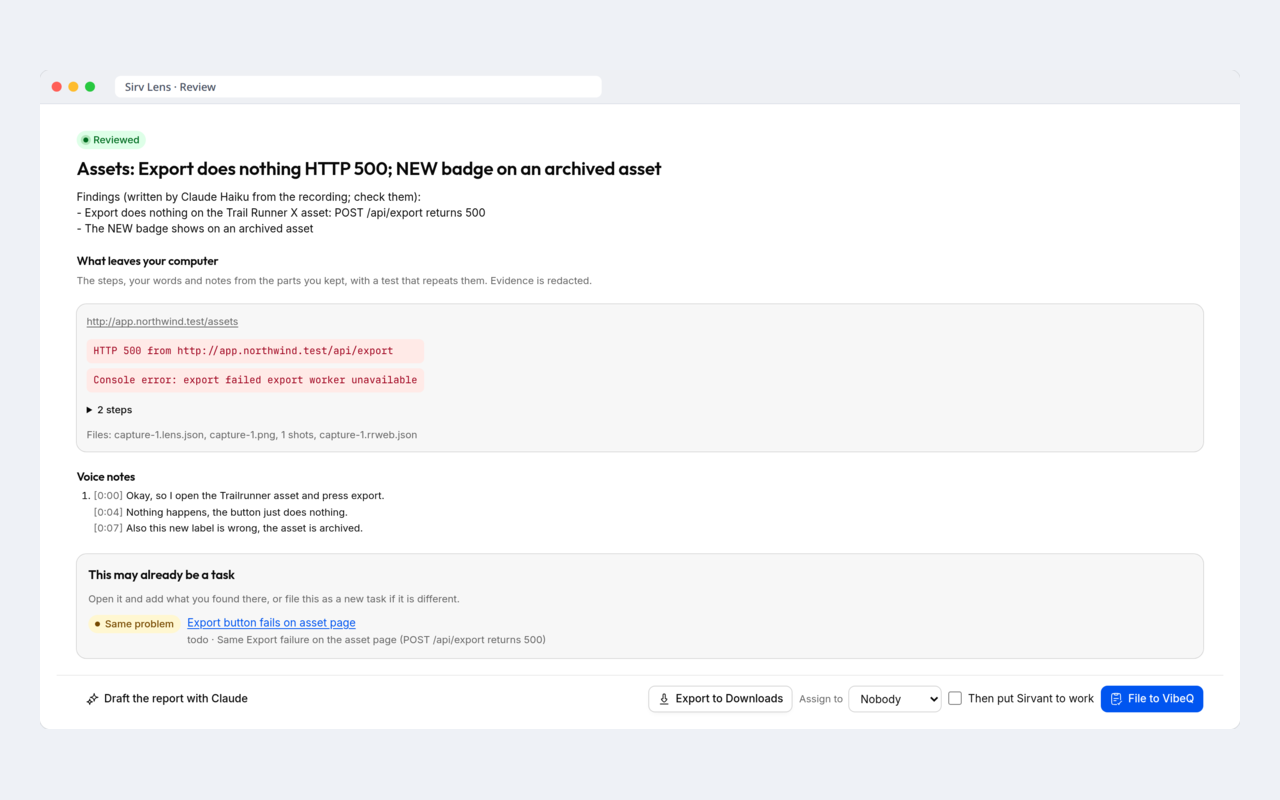 Sirv Lens · Review
Reviewed
Assets: Export does nothing HTTP 500; NEW badge on an archived asset
Findings (written by Claude Haiku from the recording; check them):
- Export does nothing on the Trail Runner X asset: POST /api/export returns 500
- The NEW badge shows on an archived asset
What leaves your computer
The steps, your words and notes from the parts you kept, with a test that repeats them. Evidence is redacted.
http://app.northwind.test/assets
HTTP 500 from http://app.northwind.test/api/export
Console error: export failed export worker unavailable
2 steps
Files: capture-1.lens.json, capture-1.png, 1 shots, capture-1.rrweb.json
Voice notes
1. [0:00] Okay, so I open the Trailrunner asset and press export.
[0:04] Nothing happens, the button just does nothing.
[0:07] Also this new label is wrong, the asset is archived.
This may already be a task
Open it and add what you found there, or file this as a new task if it is different.
Same problem Export button fails on asset page
todo · Same Export failure on the asset page (POST /api/export returns 500)
Draft the report with Claude Export to Downloads Assign to Nobody Then put Sirvant to work File to VibeQ